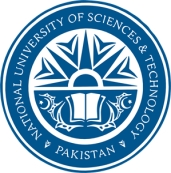 NATIONAL UNIVERSITY OF SCIENCES & TECHNOLOGY
PAKISTAN